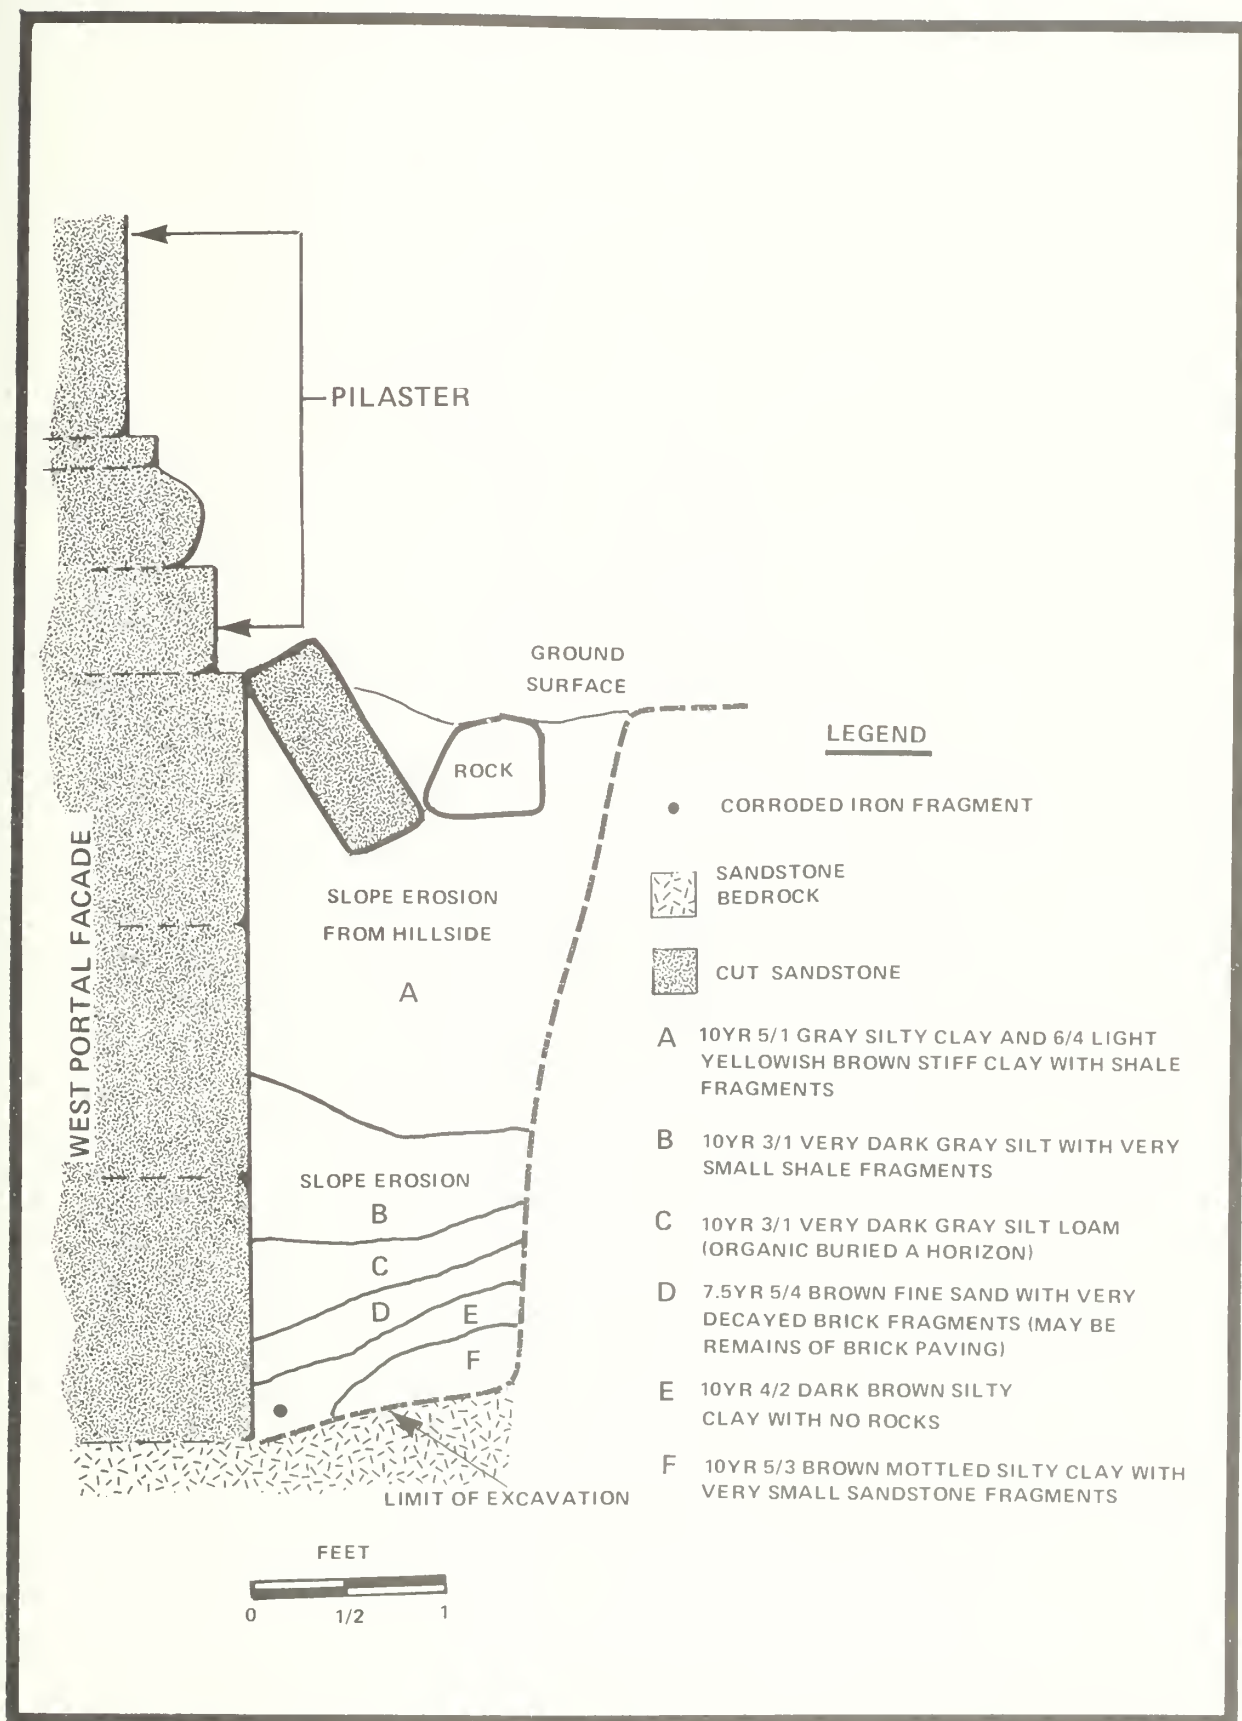 PILASTER
GROUND
SURFACE
ROCK
WEST PORTAL FACADE
SLOPE EROSION
FROM HILLSIDE
A
SLOPE EROSION
B
C
D
E
F
LIMIT OF EXCAVATION
FEET
0 1/2 1
LEGEND
CORRODED IRON FRAGMENT
SANDSTONE
BEDROCK
CUT SANDSTONE
A 10YR 5/1 GRAY SILTY CLAY AND 6/4 LIGHT
YELLOWISH BROWN STIFF CLAY WITH SHALE
FRAGMENTS
B 10YR 3/1 VERY DARK GRAY SILT WITH VERY
SMALL SHALE FRAGMENTS
C 10YR 3/1 VERY DARK GRAY SILT LOAM
(ORGANIC BURIED A HORIZON)
D 7.5YR 5/4 BROWN FINE SAND WITH VERY
DECAYED BRICK FRAGMENTS (MAY BE
REMAINS OF BRICK PAVING)
E 10YR 4/2 DARK BROWN SILTY
CLAY WITH NO ROCKS
F 10YR 5/3 BROWN MOTTLED SILTY CLAY WITH
VERY SMALL SANDSTONE FRAGMENTS